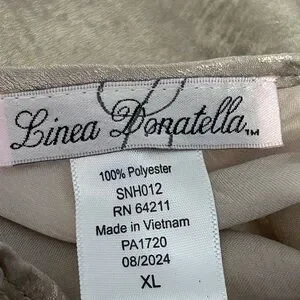 Linea Donatella™
100% Polyester
SNH012
RN 64211
Made in Vietnam
PA1720
08/2024
XL